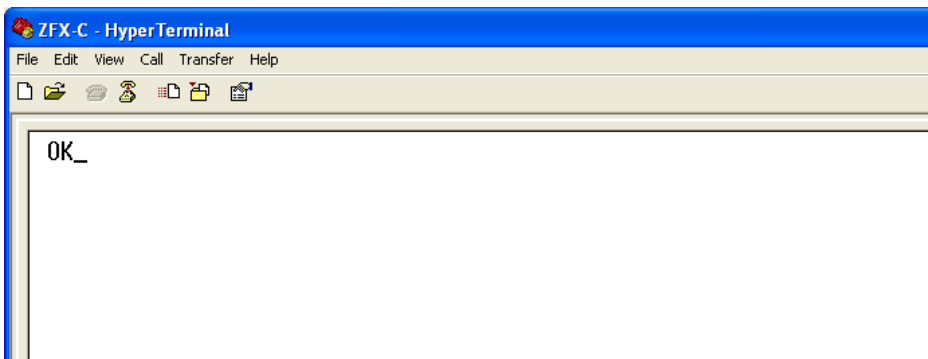 ZFX-C - HyperTerminal
File Edit View Call Transfer Help
OK_